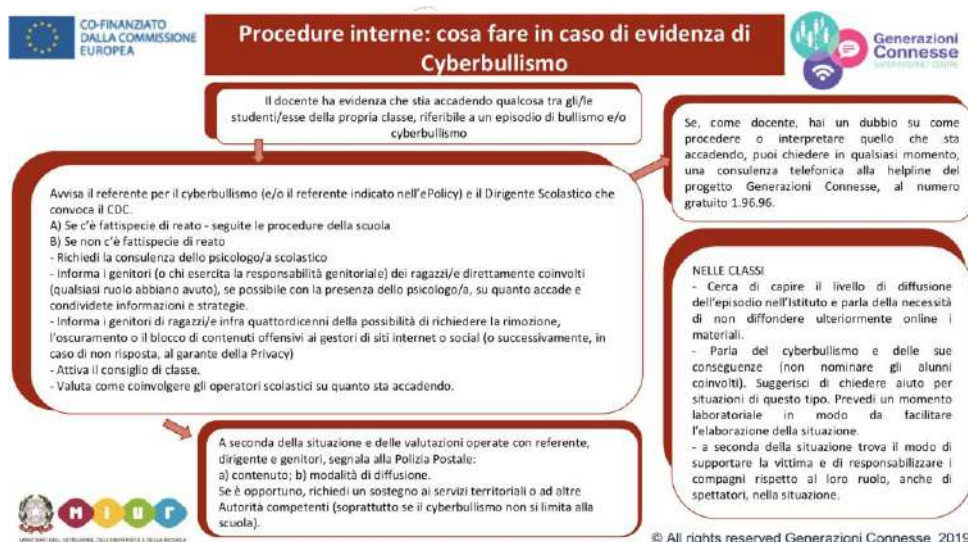 CO-FINANZIATO
DALLA COMMISSIONE
EUROPEA
Procedure interne: cosa fare in caso di evidenza di
Cyberbullismo
Generazioni
Connesse
SAFER INTERNET CENTRE
Il docente ha evidenza che stia accadendo qualcosa tra gli/le
studenti/esse della propria classe, riferibile a un episodio di bullismo e/o
cyberbullismo
Se, come docente, hai un dubbio su come
procedere o interpretare quello che sta
accadendo, puoi chiedere in qualsiasi momento,
una consulenza telefonica alla helpline del
progetto Generazioni Connesse, al numero
gratuito 1.96.96.
Avvisa il referente per il cyberbullismo (e/o il referente indicato nell'ePolicy) e il Dirigente Scolastico che
convoca il CDC.
A) Se c'è fattispecie di reato - seguite le procedure della scuola
B) Se non c'è fattispecie di reato
- Richiedi la consulenza dello psicologo/a scolastico
- Informa i genitori (o chi esercita la responsabilità genitoriale) dei ragazzi/e direttamente coinvolti
(qualsiasi ruolo abbiano avuto), se possibile con la presenza dello psicologo/a, su quanto accade e
condividete informazioni e strategie.
- Informa i genitori di ragazzi/e infra quattordicenni della possibilità di richiedere la rimozione,
l'oscuramento o il blocco di contenuti offensivi ai gestori di siti internet o social (o successivamente, in
caso di non risposta, al garante della Privacy)
- Attiva il consiglio di classe.
- Valuta come coinvolgere gli operatori scolastici su quanto sta accadendo.
NELLE CLASSI
- Cerca di capire il livello di diffusione
dell'episodio nell'Istituto e parla della necessità
di non diffondere ulteriormente online i
materiali.
- Parla del cyberbullismo e delle sue
conseguenze (non nominare gli alunni
coinvolti). Suggerisci di chiedere aiuto per
situazioni di questo tipo. Prevedi un momento
laboratoriale in modo da facilitare
l'elaborazione della situazione.
- a seconda della situazione trova il modo di
supportare la vittima e di responsabilizzare i
compagni rispetto al loro ruolo, anche di
spettatori, nella situazione.
A seconda della situazione e delle valutazioni operate con referente,
dirigente e genitori, segnala alla Polizia Postale:
a) contenuto; b) modalità di diffusione.
Se è opportuno, richiedi un sostegno ai servizi territoriali o ad altre
Autorità competenti (soprattutto se il cyberbullismo non si limita alla
scuola).
miur
MINISTERO DELL'ISTRUZIONE, DELL'UNIVERSITÀ E DELLA RICERCA
© All rights reserved Generazioni Connesse 2019